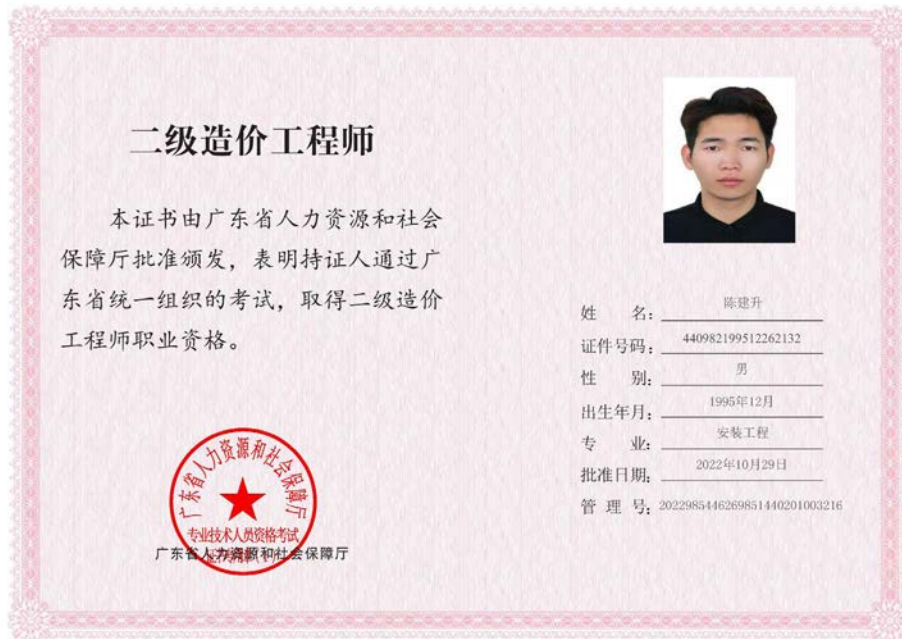 二级造价工程师
本证书由广东省人力资源和社会
保障厅批准颁发，表明持证人通过广
东省统一组织的考试，取得二级造价
工程师职业资格。
广东省人力资源和社会保障厅
专业技术人员资格考试
广东省人力资源和社会保障厅
姓 名： 陈建升
证件号码： 440982199512262132
性 别： 男
出生年月： 1995年12月
专 业： 安装工程
批准日期： 2022年10月29日
管 理 号： 20229854462698514402010​03216